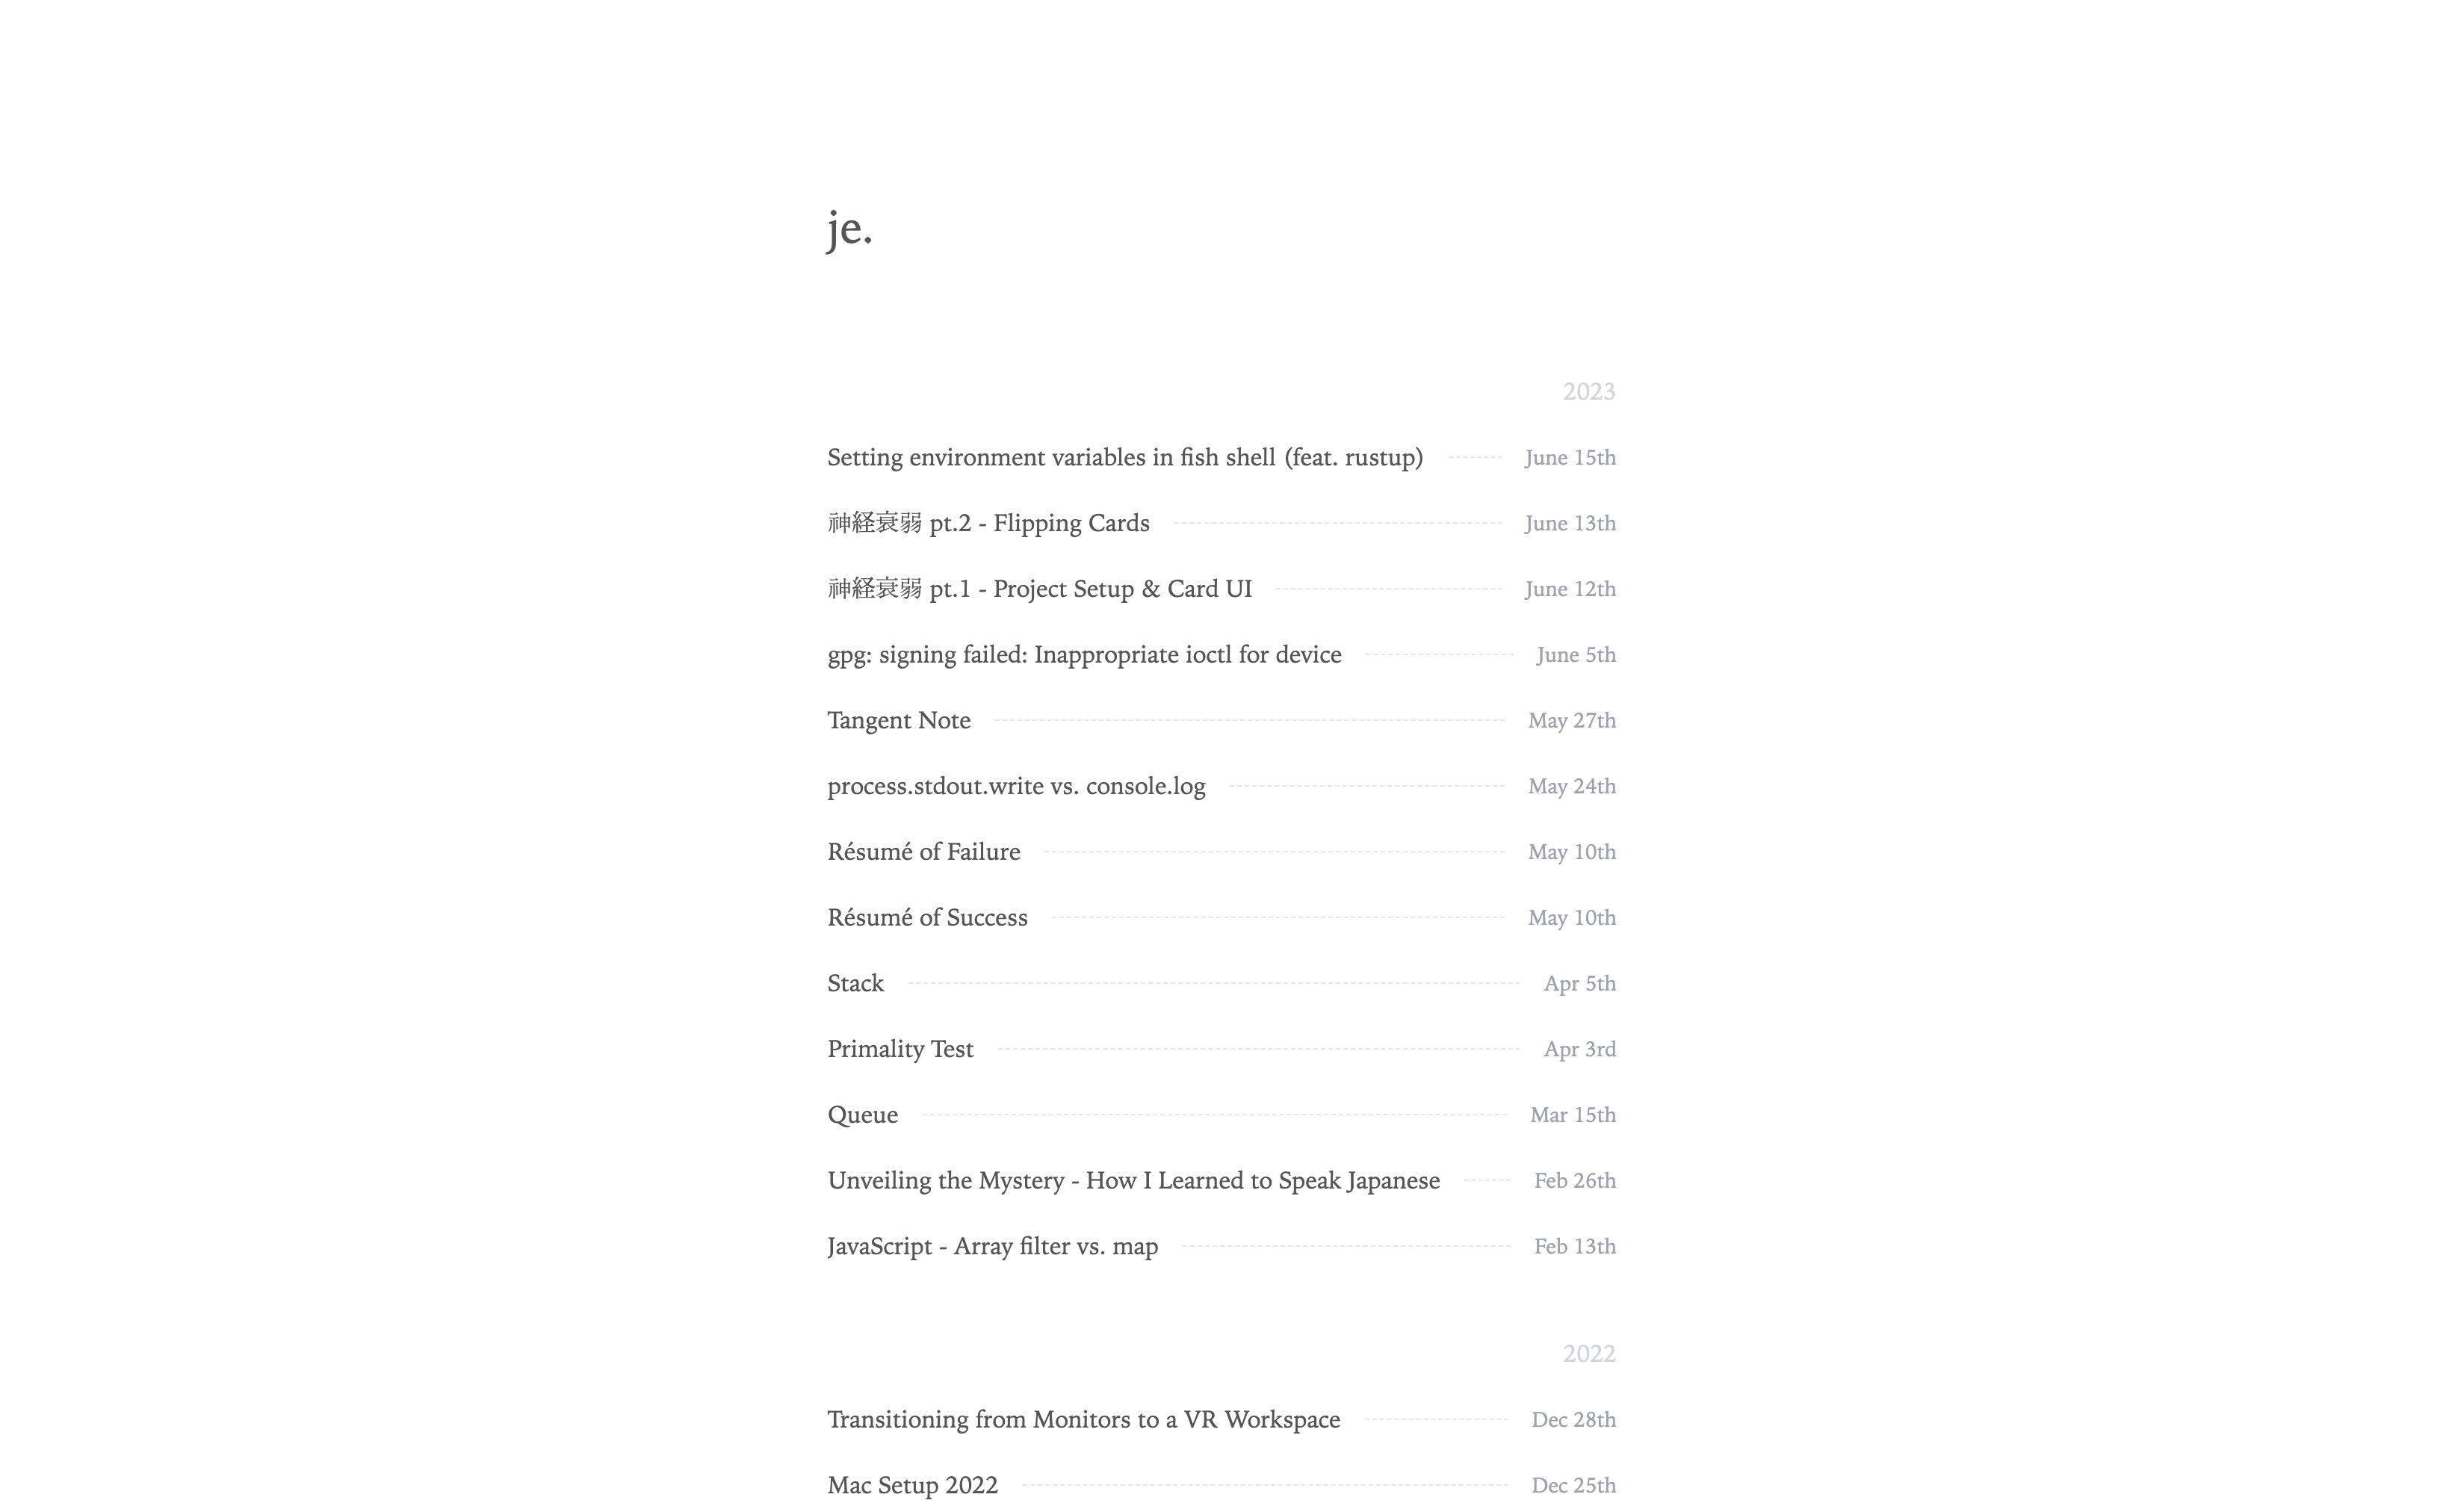 je.
2023
Setting environment variables in fish shell (feat. rustup) June 15th
神経衰弱 pt.2 - Flipping Cards June 13th
神経衰弱 pt.1 - Project Setup & Card UI June 12th
gpg: signing failed: Inappropriate ioctl for device June 5th
Tangent Note May 27th
process.stdout.write vs. console.log May 24th
Résumé of Failure May 10th
Résumé of Success May 10th
Stack Apr 5th
Primality Test Apr 3rd
Queue Mar 15th
Unveiling the Mystery - How I Learned to Speak Japanese Feb 26th
JavaScript - Array filter vs. map Feb 13th
2022
Transitioning from Monitors to a VR Workspace Dec 28th
Mac Setup 2022 Dec 25th